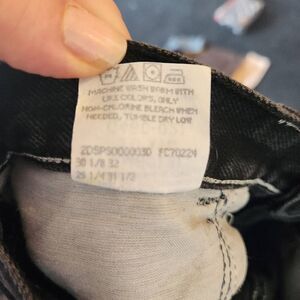 MACHINE WASH WARM WITH
LIKE COLORS, ONLY
NON-CHLORINE BLEACH WHEN
NEEDED, TUMBLE DRY LOW
2DSPS0000030 FC70224
30 1/8 32
29 1/4 31 1/2